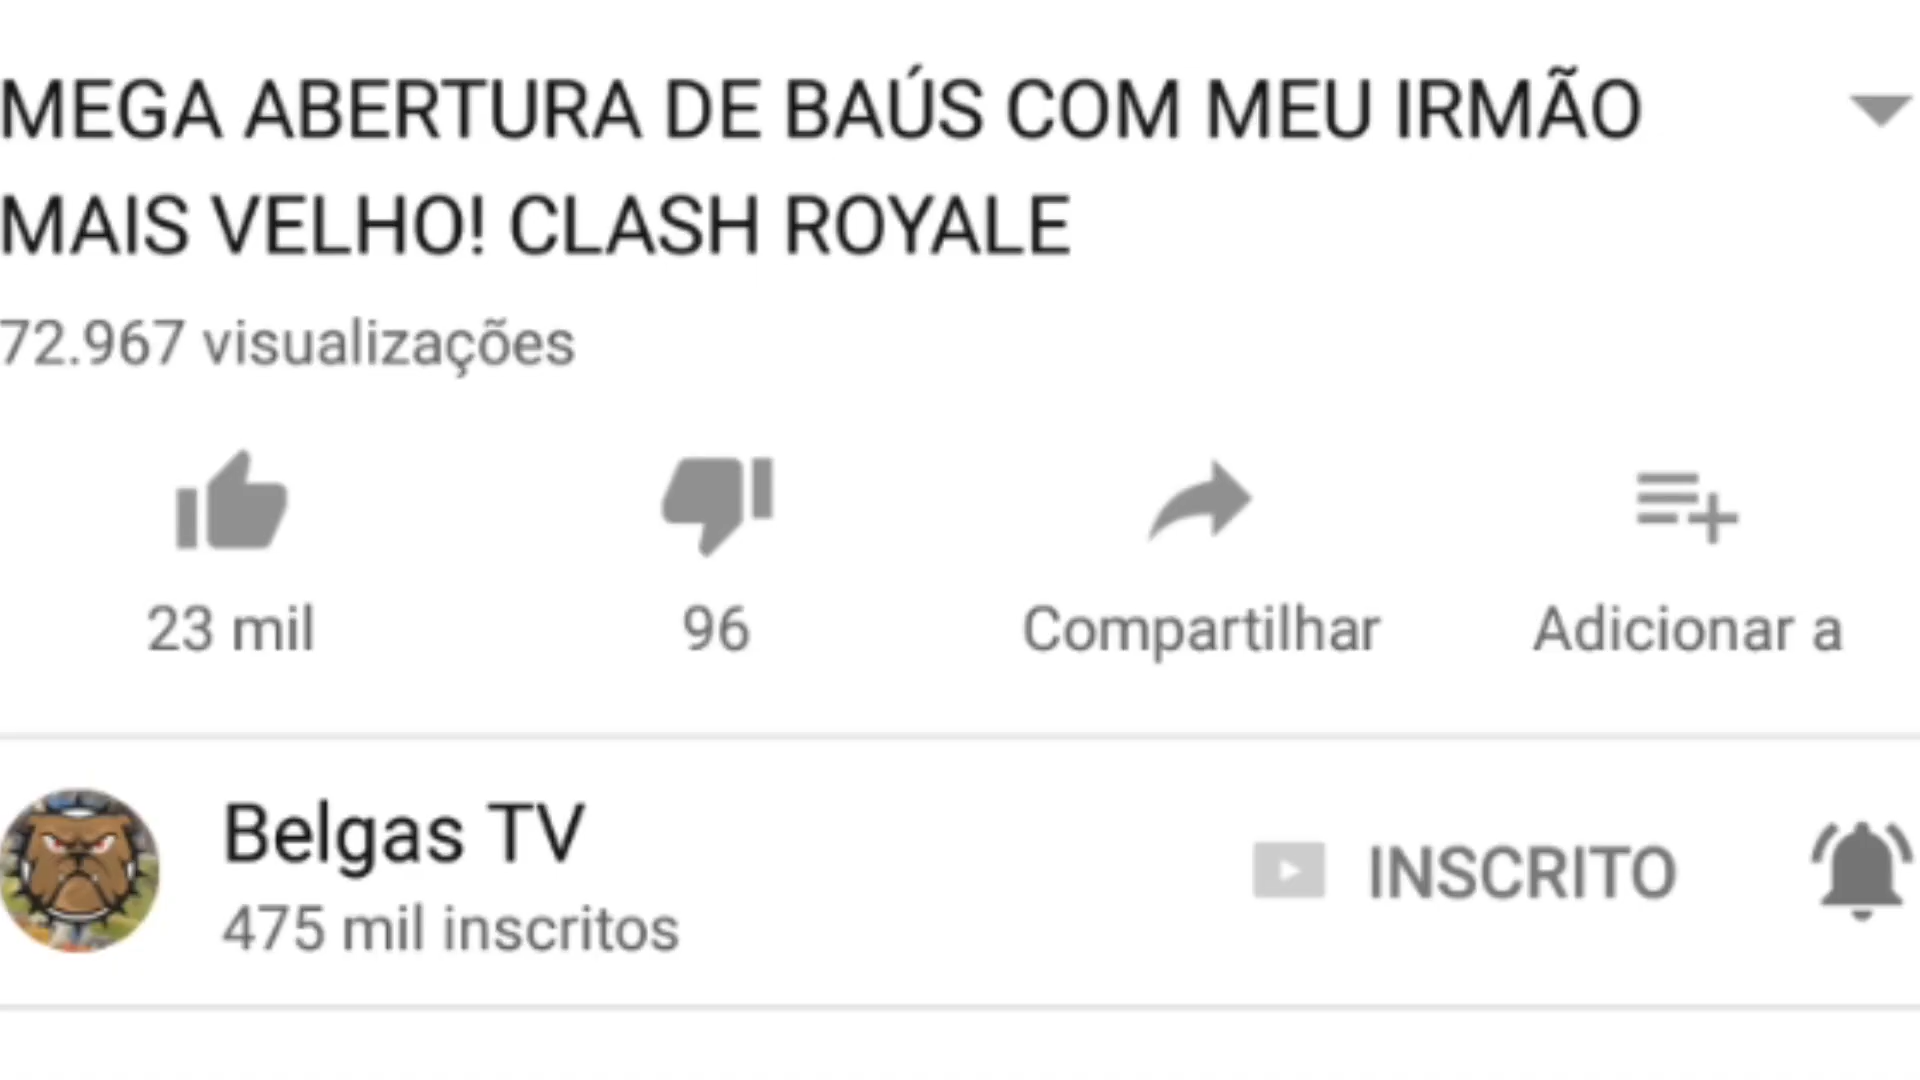 MEGA ABERTURA DE BAÚS COM MEU IRMÃO
MAIS VELHO! CLASH ROYALE
72.967 visualizações
23 mil
96
Compartilhar
Adicionar a
Belgas TV
INSCRITO
475 mil inscritos